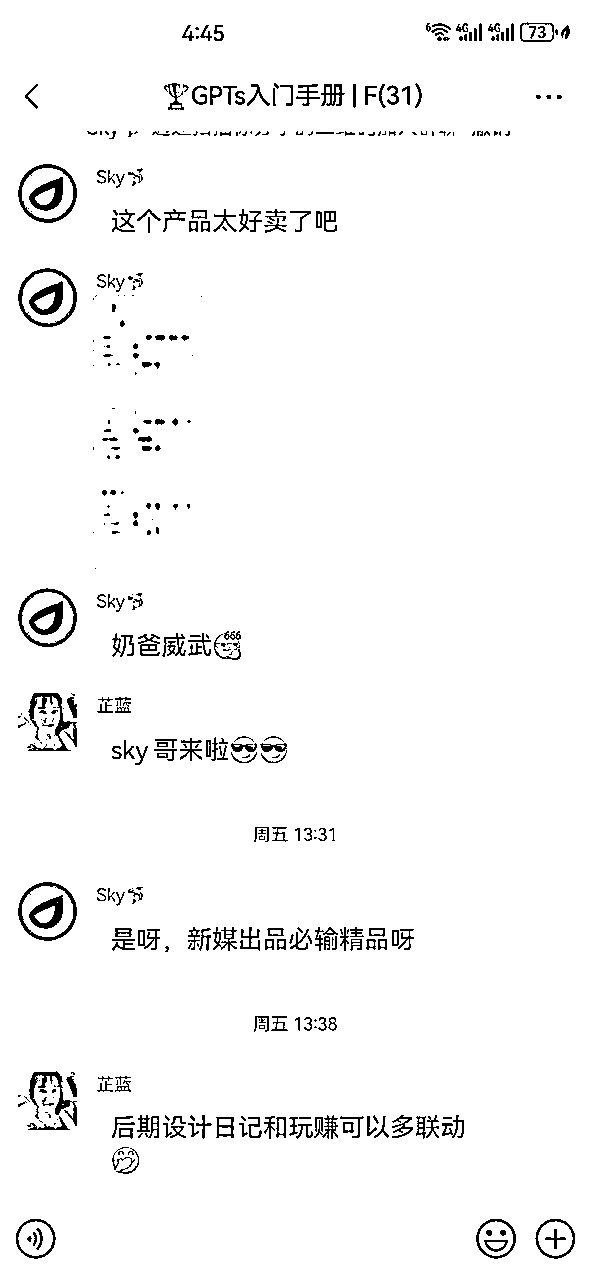 4:45
6 4G 4G 73
🏆GPTs入门手册 | F(31)
Sky
这个产品太好卖了吧
Sky
Sky
奶爸威武
芷蓝
sky 哥来啦😎😎
周五 13:31
Sky
是呀，新媒出品必输精品呀
周五 13:38
芷蓝
后期设计日记和玩赚可以多联动